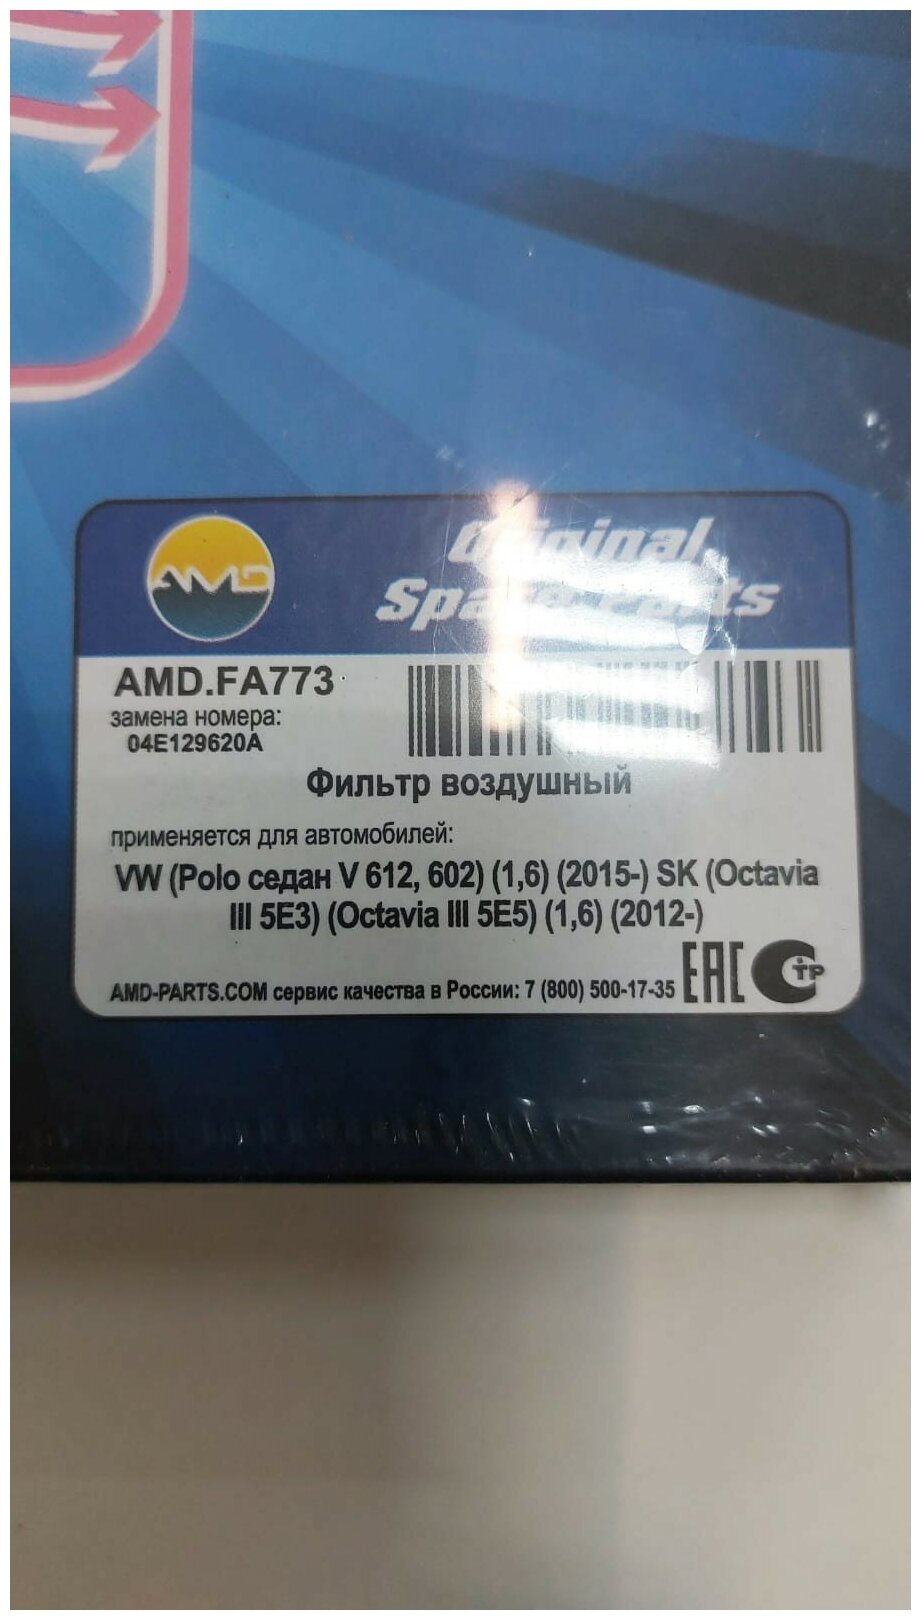 AMD
Original
Spare Parts
AMD.FA773
замена номера:
04E129620A
Фильтр воздушный
применяется для автомобилей:
VW (Polo седан V 612, 602) (1,6) (2015-) SK (Octavia
III 5E3) (Octavia III 5E5) (1,6) (2012-)
AMD-PARTS.COM сервис качества в России: 7 (800) 500-17-35 EAC СТР